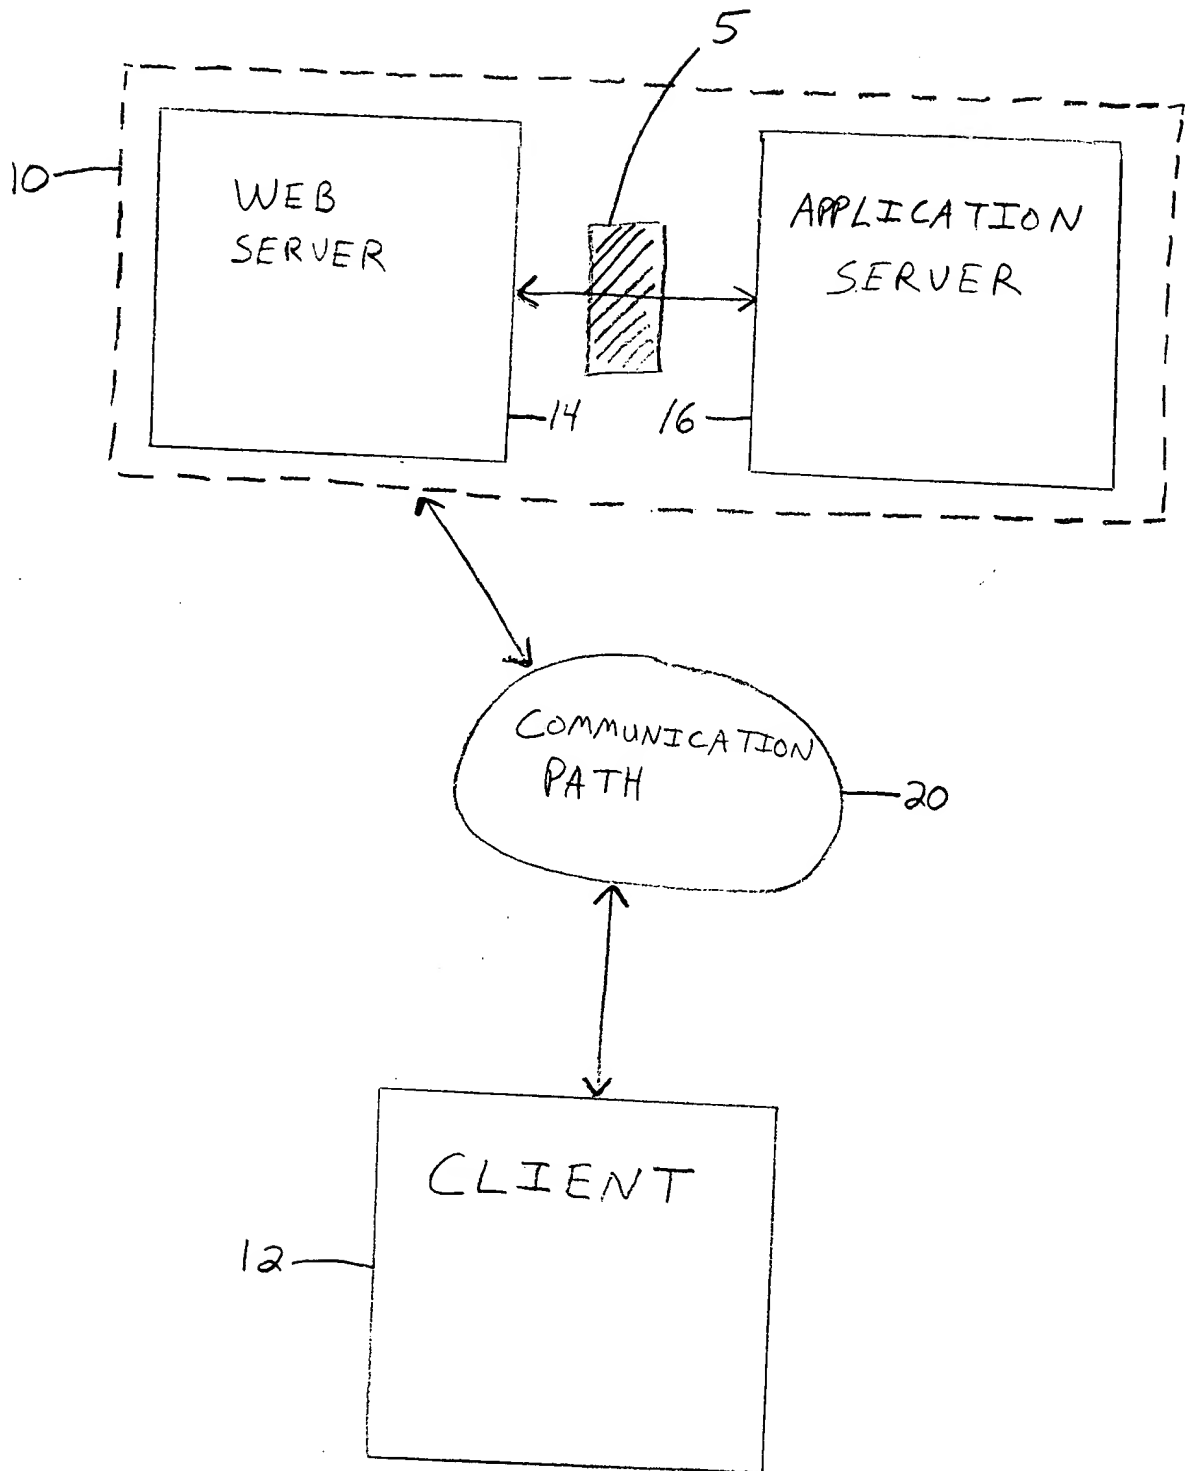 5
10
WEB
SERVER
APPLICATION
SERVER
14
16
COMMUNICATION
PATH
20
CLIENT
12